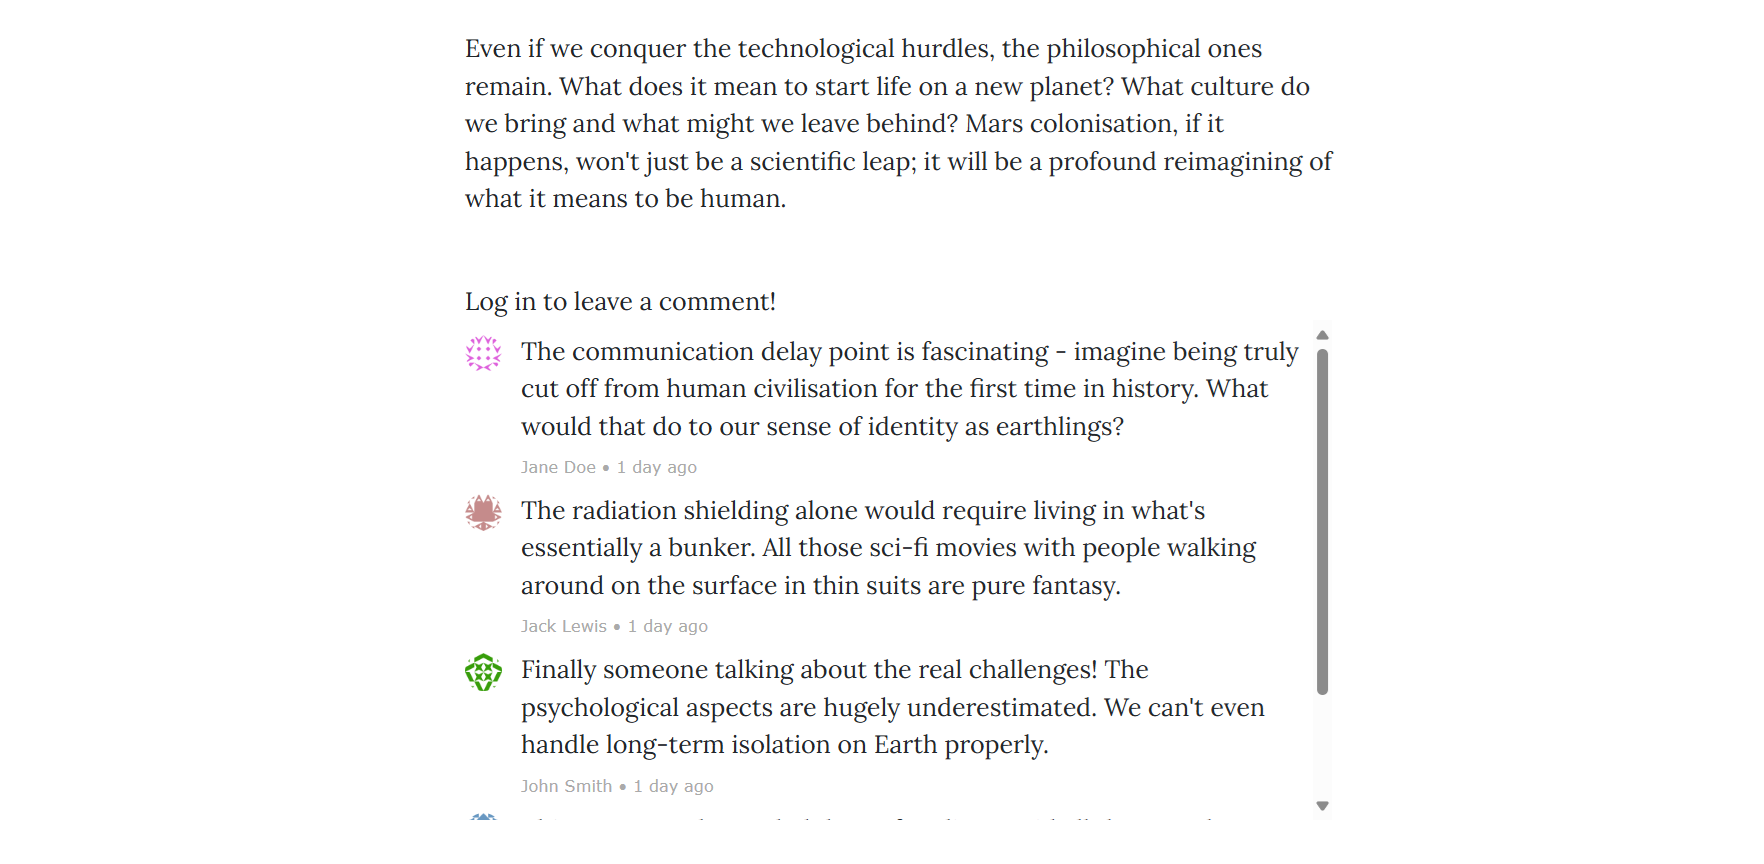 Even if we conquer the technological hurdles, the philosophical ones
remain. What does it mean to start life on a new planet? What culture do
we bring and what might we leave behind? Mars colonisation, if it
happens, won't just be a scientific leap; it will be a profound reimagining of
what it means to be human.
Log in to leave a comment!
The communication delay point is fascinating - imagine being truly
cut off from human civilisation for the first time in history. What
would that do to our sense of identity as earthlings?
Jane Doe • 1 day ago
The radiation shielding alone would require living in what's
essentially a bunker. All those sci-fi movies with people walking
around on the surface in thin suits are pure fantasy.
Jack Lewis • 1 day ago
Finally someone talking about the real challenges! The
psychological aspects are hugely underestimated. We can't even
handle long-term isolation on Earth properly.
John Smith • 1 day ago